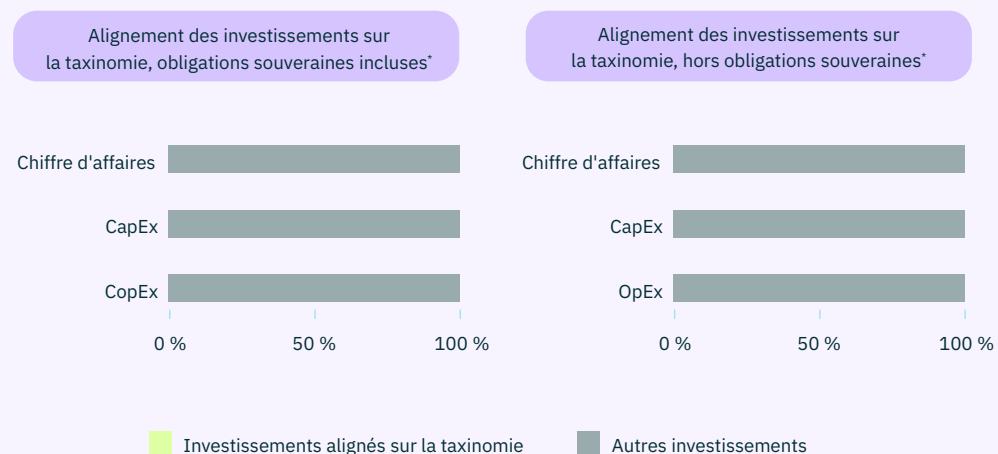 Alignement des investissements sur
la taxinomie, obligations souveraines incluses*
Chiffre d'affaires
CapEx
CopEx
0 %
50 %
100 %
Alignement des investissements sur
la taxinomie, hors obligations souveraines*
Chiffre d'affaires
CapEx
OpEx
0 %
50 %
100 %
Investissements alignés sur la taxinomie
Autres investissements